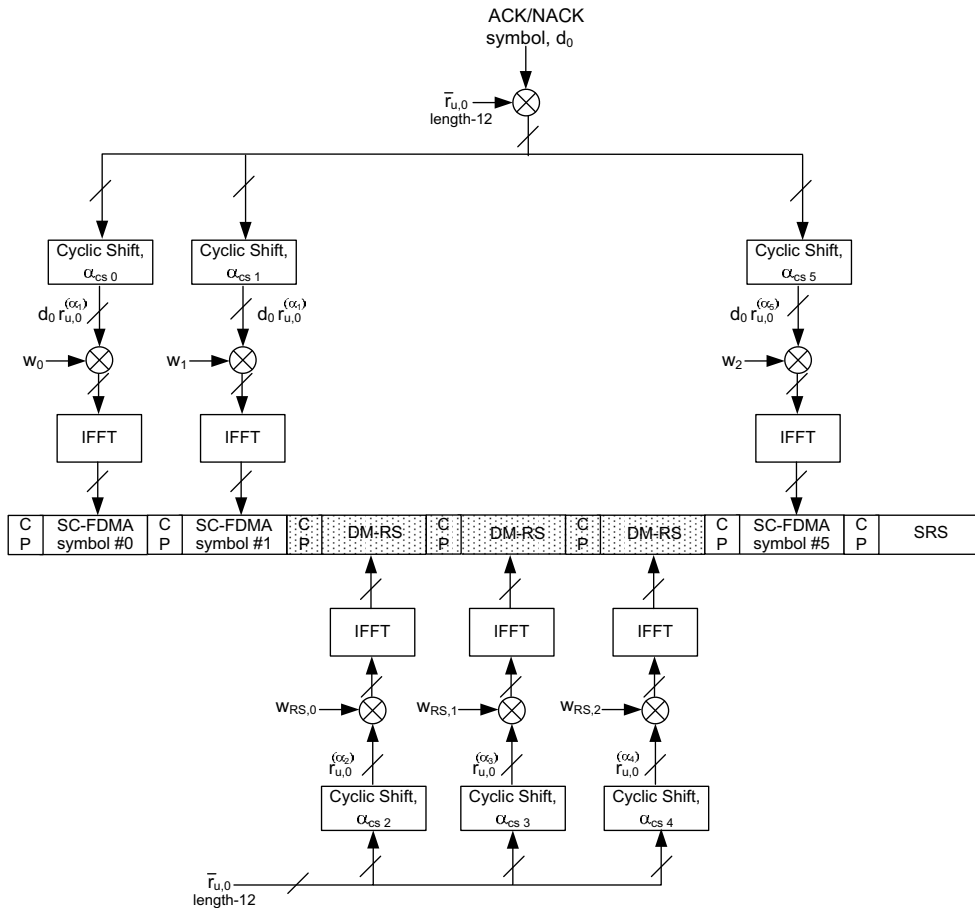 ACK/NACK
symbol, d₀
r̅u,0
length-12
Cyclic Shift,
αcs 0
Cyclic Shift,
αcs 1
Cyclic Shift,
αcs 5
d₀ ru,0(α₁)
d₀ ru,0(α₁)
d₀ ru,0(α₅)
w₀
w₁
w₂
IFFT
IFFT
IFFT
C
P
SC-FDMA
symbol #0
C
P
SC-FDMA
symbol #1
C
P
DM-RS
C
P
DM-RS
C
P
DM-RS
C
P
SC-FDMA
symbol #5
C
P
SRS
IFFT
IFFT
IFFT
wRS,0
wRS,1
wRS,2
ru,0(α₂)
ru,0(α₃)
ru,0(α₄)
Cyclic Shift,
αcs 2
Cyclic Shift,
αcs 3
Cyclic Shift,
αcs 4
r̅u,0
length-12